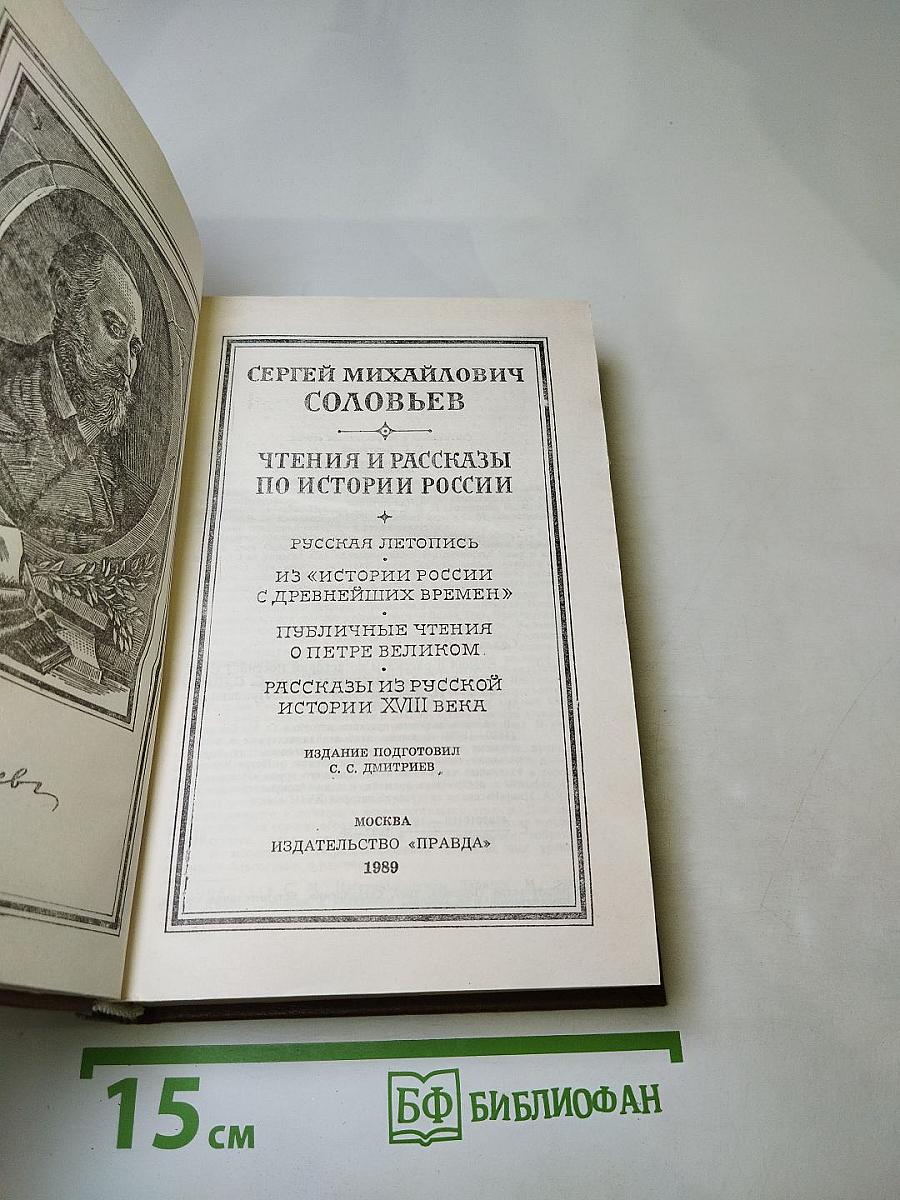 СЕРГЕЙ МИХАЙЛОВИЧ
СОЛОВЬЕВ
ЧТЕНИЯ И РАССКАЗЫ
ПО ИСТОРИИ РОССИИ
РУССКАЯ ЛЕТОПИСЬ
ИЗ «ИСТОРИИ РОССИИ
С ДРЕВНЕЙШИХ ВРЕМЕН»
ПУБЛИЧНЫЕ ЧТЕНИЯ
О ПЕТРЕ ВЕЛИКОМ
РАССКАЗЫ ИЗ РУССКОЙ
ИСТОРИИ XVIII ВЕКА
ИЗДАНИЕ ПОДГОТОВИЛ
С. С. ДМИТРИЕВ
МОСКВА
ИЗДАТЕЛЬСТВО «ПРАВДА»
1989
15 см
БФ БИБЛИОФАН